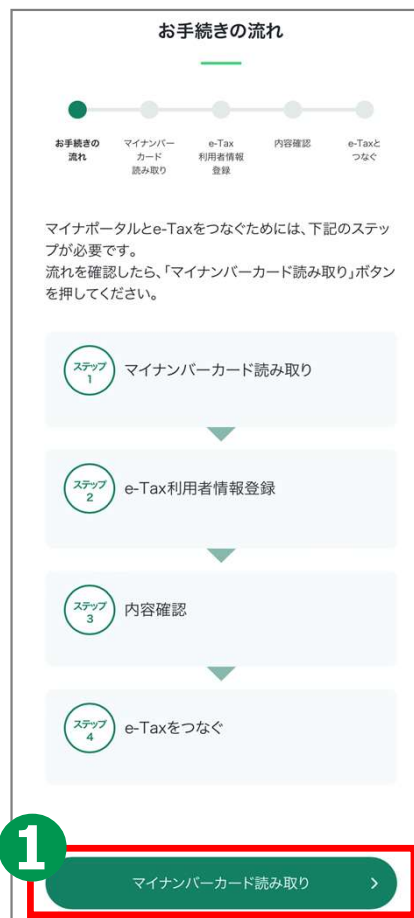 お手続きの流れ
お手続きの
流れ
マイナンバー
カード
読み取り
e-Tax
利用者情報
登録
内容確認
e-Taxと
つなぐ
マイナポータルとe-Taxをつなぐためには、下記のステッ
プが必要です。
流れを確認したら、「マイナンバーカード読み取り」ボタン
を押してください。
ステップ
1
マイナンバーカード読み取り
ステップ
2
e-Tax利用者情報登録
ステップ
3
内容確認
ステップ
4
e-Taxをつなぐ
1
マイナンバーカード読み取り